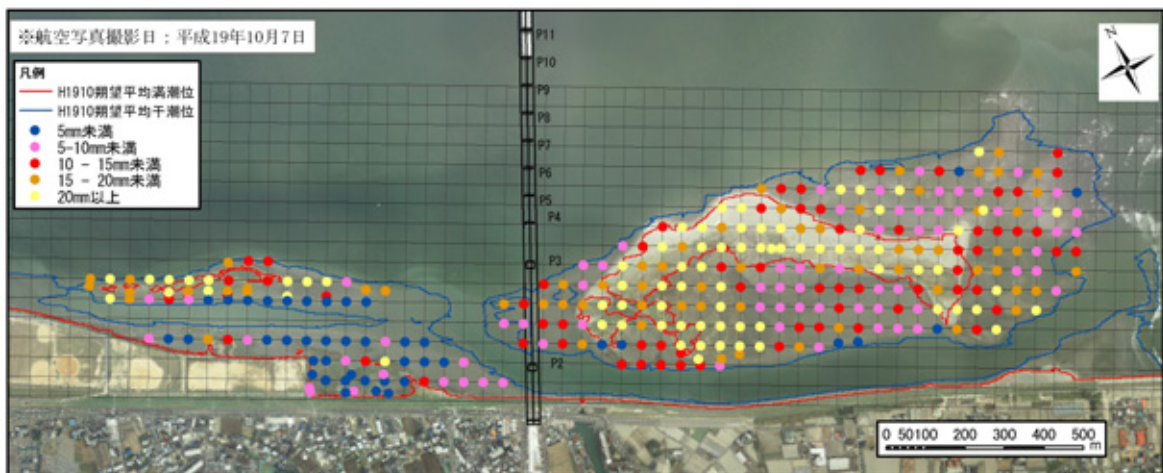 ※航空写真撮影日：平成19年10月7日
凡例
H1910朔望平均満潮位
H1910朔望平均干潮位
5mm未満
5-10mm未満
10 - 15mm未満
15 - 20mm未満
20mm以上
P11
P10
P9
P8
P7
P6
P5
P4
P3
P2
N
0 50100 200 300 400 500
m